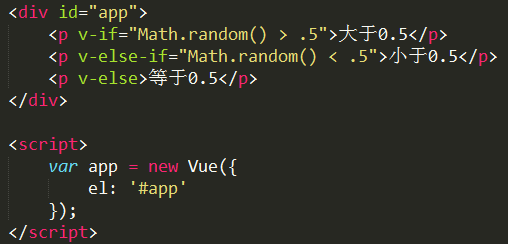 <div id="app">
    <p v-if="Math.random() > .5">大于0.5</p>
    <p v-else-if="Math.random() < .5">小于0.5</p>
    <p v-else>等于0.5</p>
</div>

<script>
    var app = new Vue({
        el: '#app'
    });
</script>